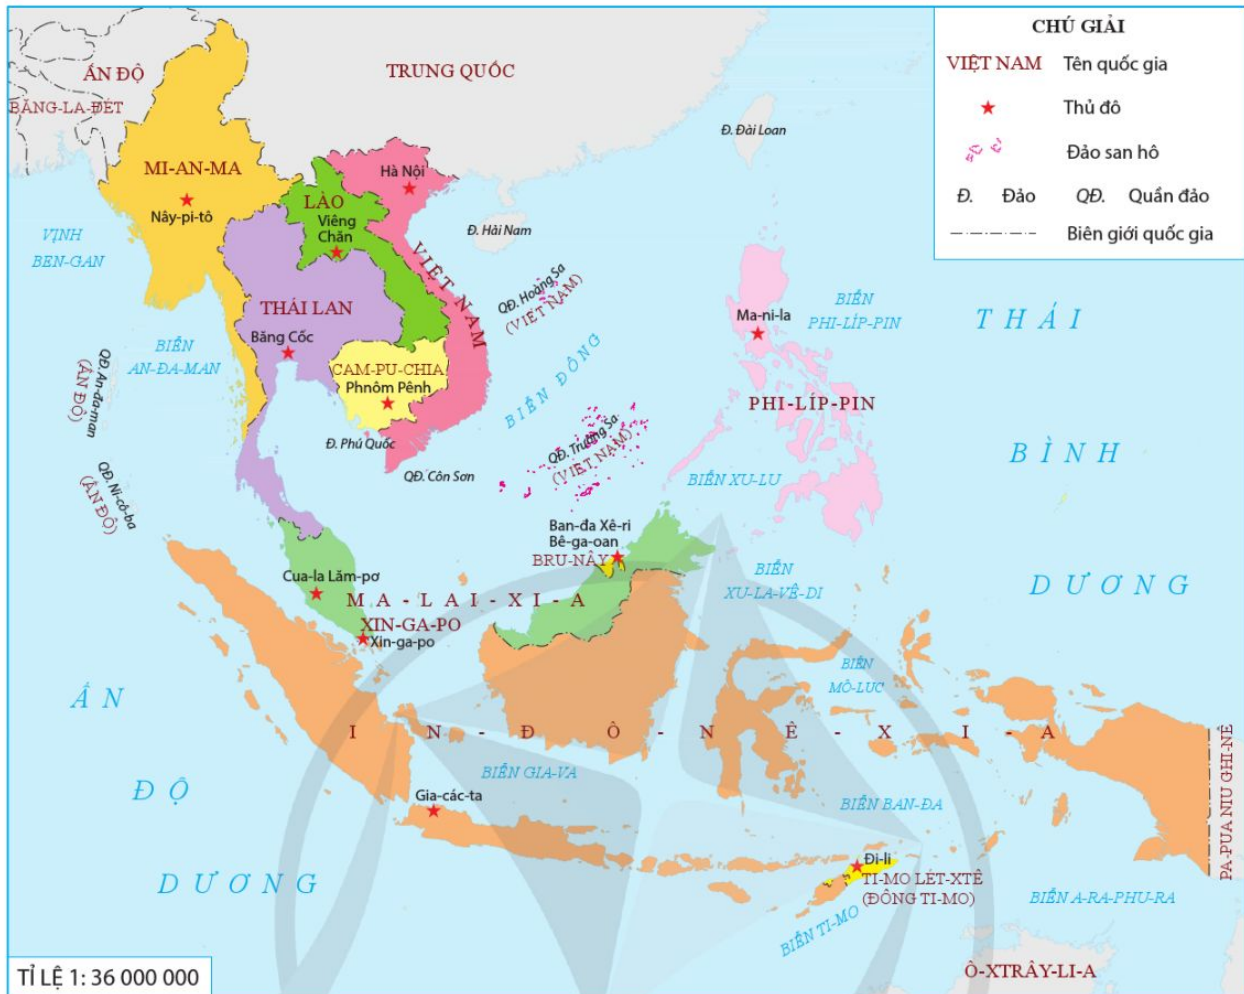 CHÚ GIẢI
VIỆT NAM Tên quốc gia
Thủ đô
Đảo san hô
Đ. Đảo QĐ. Quần đảo
Biên giới quốc gia
ẤN ĐỘ
BĂNG-LA-ĐÉT
TRUNG QUỐC
Đ. Đài Loan
MI-AN-MA
Nây-pi-tô
LÀO
Viêng
Chăn
Hà Nội
Đ. Hải Nam
VỊNH
BEN-GAN
VIỆT NAM
QĐ. Hoàng Sa
(VIỆT NAM)
THÁI LAN
Băng Cốc
BIỂN
AN-ĐA-MAN
QĐ. An-đa-man
(ẤN ĐỘ)
CAM-PU-CHIA
Phnôm Pênh
BIỂN ĐÔNG
Ma-ni-la
BIỂN
PHI-LÍP-PIN
PHI-LÍP-PIN
THÁI
BÌNH
DƯƠNG
Đ. Phú Quốc
QĐ. Côn Sơn
QĐ. Trường Sa
(VIỆT NAM)
BIỂN XU-LU
QĐ. Ni-cô-ba
(ẤN ĐỘ)
Ban-đa Xê-ri
Bê-ga-oan
BRU-NÂY
BIỂN
XU-LA-VÊ-DI
Cua-la Lăm-pơ
MA-LAI-XI-A
XIN-GA-PO
Xin-ga-po
BIỂN
MÔ-LUC
ẤN
ĐỘ
DƯƠNG
IN-ĐÔ-NÊ-XI-A
BIỂN GIA-VA
Gia-các-ta
BIỂN BAN-ĐA
PA-PUA NIU GHI-NÊ
Đi-li
TI-MO LÉT-XTÊ
(ĐÔNG TI-MO)
BIỂN TI-MO
BIỂN A-RA-PHU-RA
Ô-XTRÂY-LI-A
TỈ LỆ 1: 36 000 000